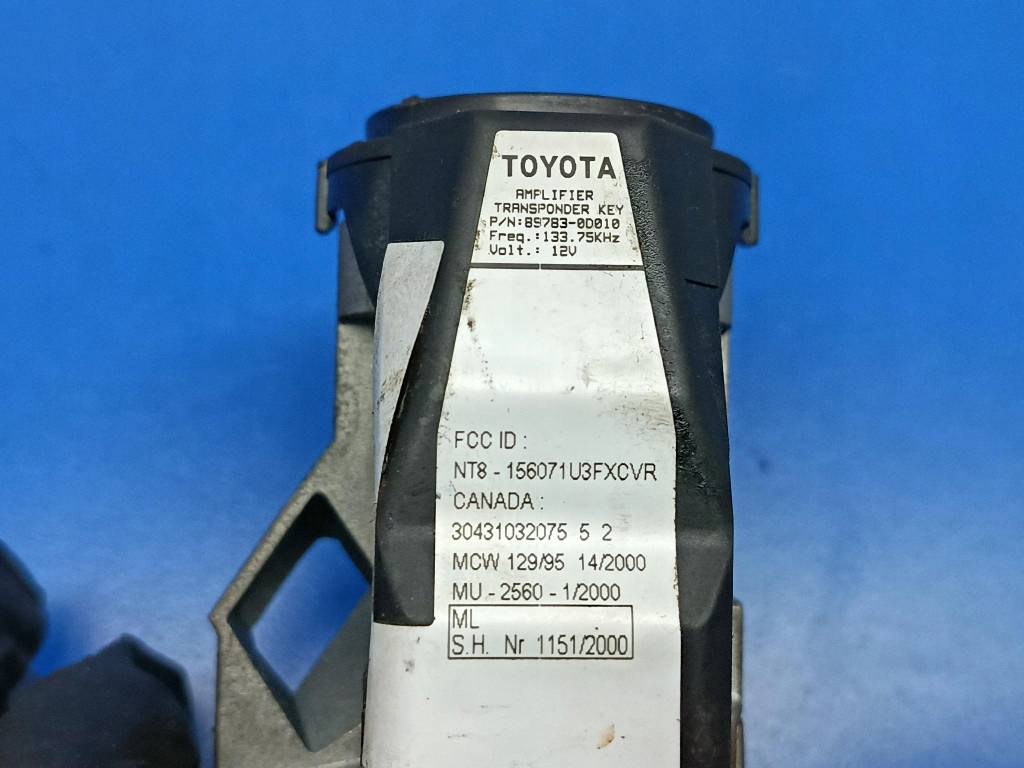 TOYOTA
AMPLIFIER
TRANSPONDER KEY
P/N:89783-0D010
Freq.:133.75KHz
Volt.: 12V
FCC ID :
NT8 - 156071U3FXCVR
CANADA :
30431032075 5 2
MCW 129/95 14/2000
MU - 2560 - 1/2000
ML
S.H. Nr 1151/2000